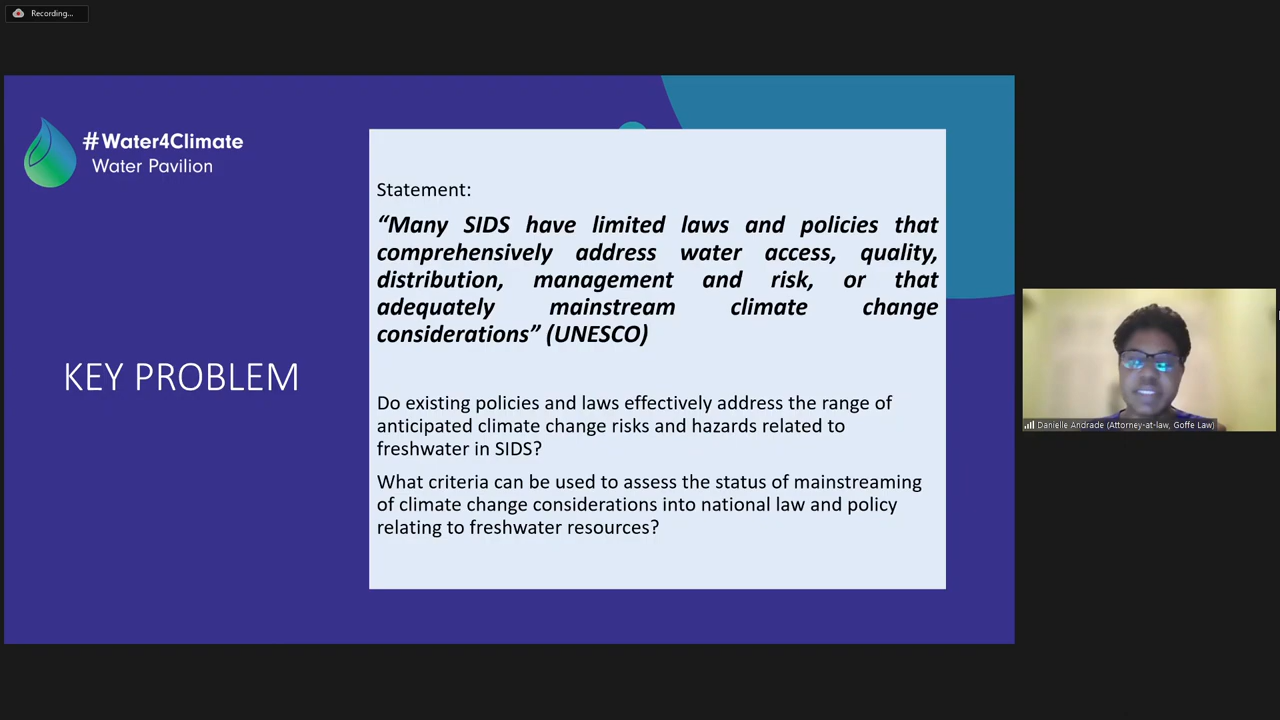 Recording...
#Water4Climate
Water Pavilion
KEY PROBLEM
Statement:
“Many SIDS have limited laws and policies that
comprehensively address water access, quality,
distribution, management and risk, or that
adequately mainstream climate change
considerations” (UNESCO)
Do existing policies and laws effectively address the range of
anticipated climate change risks and hazards related to
freshwater in SIDS?
What criteria can be used to assess the status of mainstreaming
of climate change considerations into national law and policy
relating to freshwater resources?
Danielle Andrade (Attorney-at-law, Goffe Law)